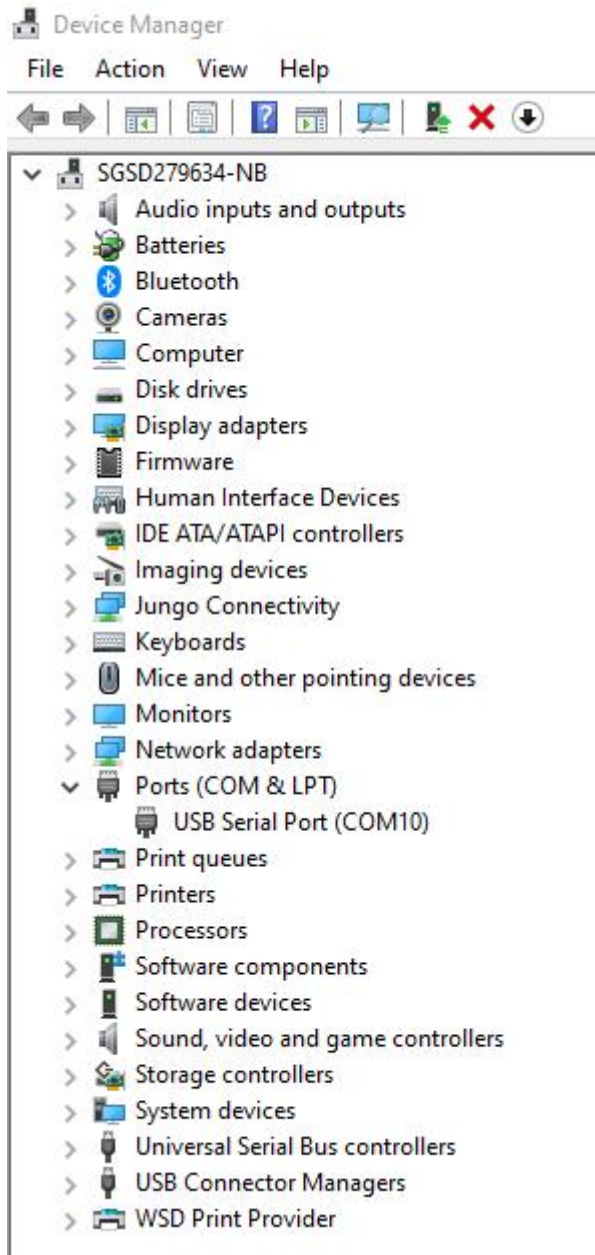 Device Manager
File Action View Help
SGSD279634-NB
Audio inputs and outputs
Batteries
Bluetooth
Cameras
Computer
Disk drives
Display adapters
Firmware
Human Interface Devices
IDE ATA/ATAPI controllers
Imaging devices
Jungo Connectivity
Keyboards
Mice and other pointing devices
Monitors
Network adapters
Ports (COM & LPT)
USB Serial Port (COM10)
Print queues
Printers
Processors
Software components
Software devices
Sound, video and game controllers
Storage controllers
System devices
Universal Serial Bus controllers
USB Connector Managers
WSD Print Provider